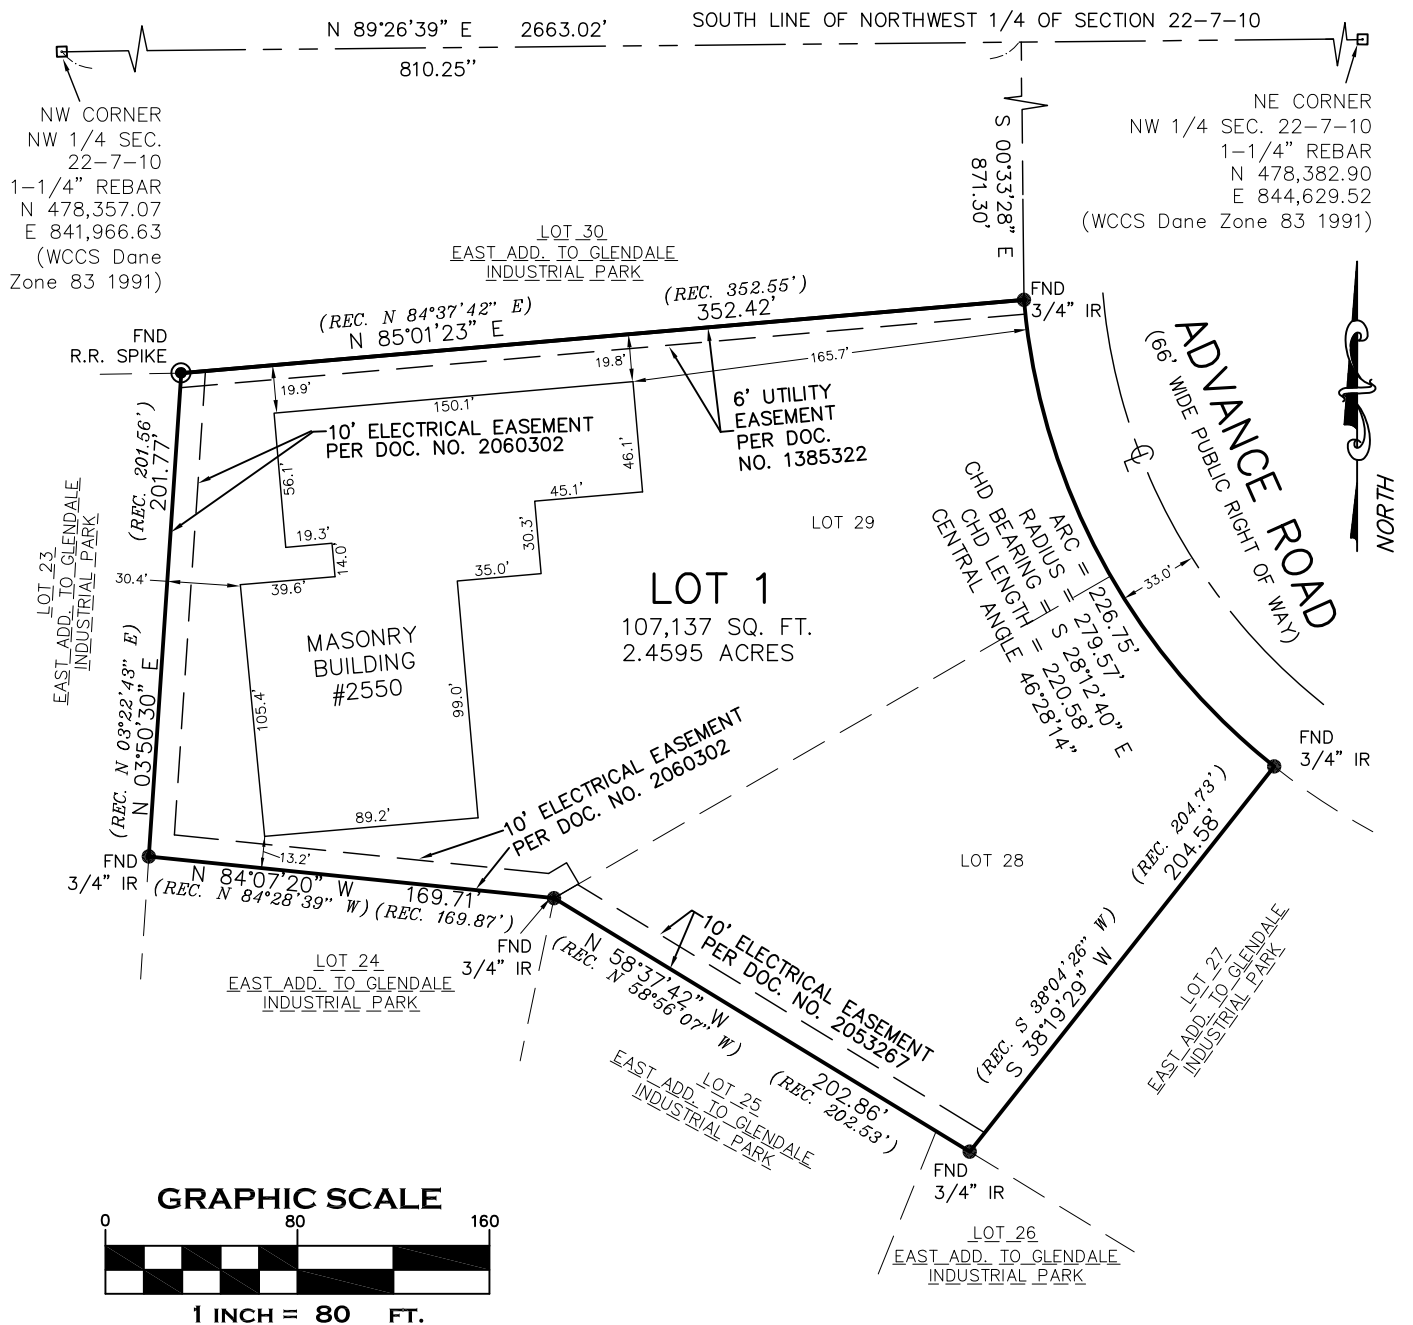 N 89°26'39" E 2663.02'
SOUTH LINE OF NORTHWEST 1/4 OF SECTION 22-7-10
810.25''
NW CORNER
NW 1/4 SEC.
22-7-10
1-1/4" REBAR
N 478,357.07
E 841,966.63
(WCCS Dane
Zone 83 1991)
NE CORNER
NW 1/4 SEC. 22-7-10
1-1/4" REBAR
N 478,382.90
E 844,629.52
(WCCS Dane Zone 83 1991)
S 00°33'28" E
871.30'
LOT 30
EAST ADD. TO GLENDALE
INDUSTRIAL PARK
(REC. N 84°37'42" E)
N 85°01'23" E
(REC. 352.55')
352.42'
FND
3/4" IR
FND
R.R. SPIKE
19.9'
19.8'
165.7'
150.1'
6' UTILITY
EASEMENT
PER DOC.
NO. 1385322
10' ELECTRICAL EASEMENT
PER DOC. NO. 2060302
(REC. 201.56')
201.77'
56.1'
46.1'
45.1'
30.3'
19.3'
14.0
35.0'
39.6'
30.4'
LOT 23
EAST ADD. TO GLENDALE
INDUSTRIAL PARK
LOT 29
LOT 1
107,137 SQ. FT.
2.4595 ACRES
MASONRY
BUILDING
#2550
105.4'
99.0'
89.2'
13.2'
ARC = 226.75'
RADIUS = 279.57'
CHD BEARING = S 28°12'40" E
CHD LENGTH = 220.58'
CENTRAL ANGLE 46°28'14"
33.0'
ADVANCE ROAD
(66' WIDE PUBLIC RIGHT OF WAY)
NORTH
(REC. N 03°22'43" E)
N 03°50'30" E
10' ELECTRICAL EASEMENT
PER DOC. NO. 2060302
FND
3/4" IR
FND
3/4" IR
N 84°07'20" W
169.71'
(REC. N 84°28'39" W)
(REC. 169.87')
LOT 24
EAST ADD. TO GLENDALE
INDUSTRIAL PARK
FND
3/4" IR
LOT 28
(REC. 204.73')
204.58'
(REC. S 38°04'26" W)
S 38°19'29" W
10' ELECTRICAL EASEMENT
PER DOC. NO. 2053267
N 58°37'42" W
(REC. N 58°56'07" W)
202.86'
(REC. 202.53')
LOT 27
EAST ADD. TO GLENDALE
INDUSTRIAL PARK
LOT 25
EAST ADD. TO GLENDALE
INDUSTRIAL PARK
FND
3/4" IR
LOT 26
EAST ADD. TO GLENDALE
INDUSTRIAL PARK
GRAPHIC SCALE
0 80 160
1 INCH = 80 FT.